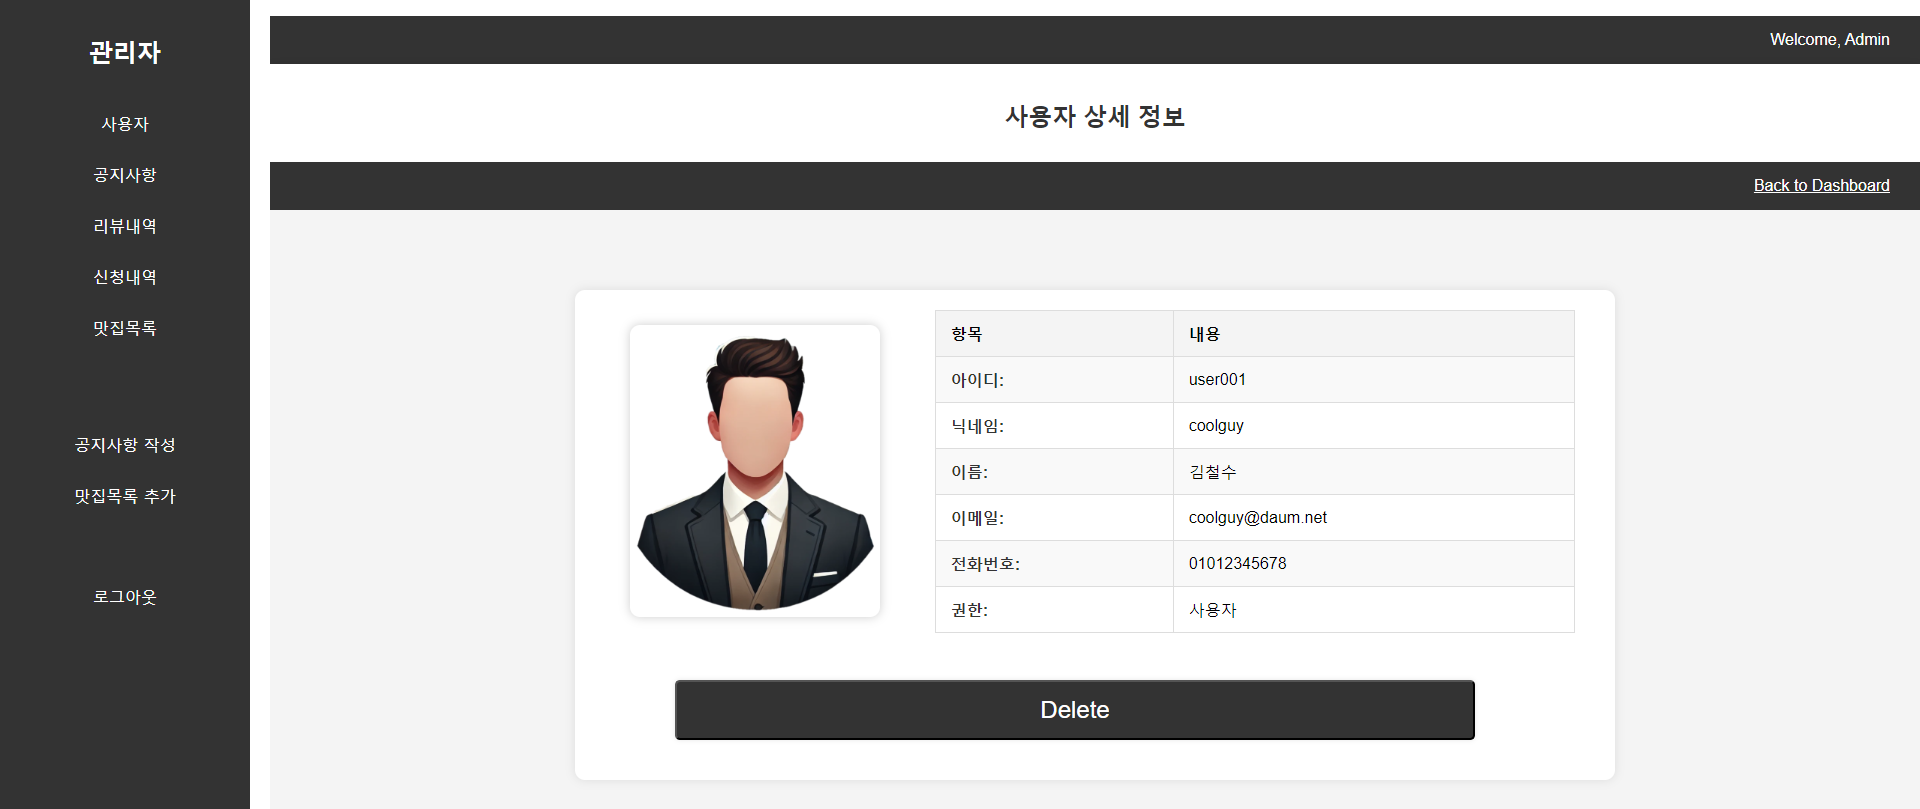 관리자
사용자
공지사항
리뷰내역
신청내역
맛집목록
공지사항 작성
맛집목록 추가
로그아웃
Welcome, Admin
사용자 상세 정보
Back to Dashboard
항목 내용
아이디: user001
닉네임: coolguy
이름: 김철수
이메일: coolguy@daum.net
전화번호: 01012345678
권한: 사용자
Delete